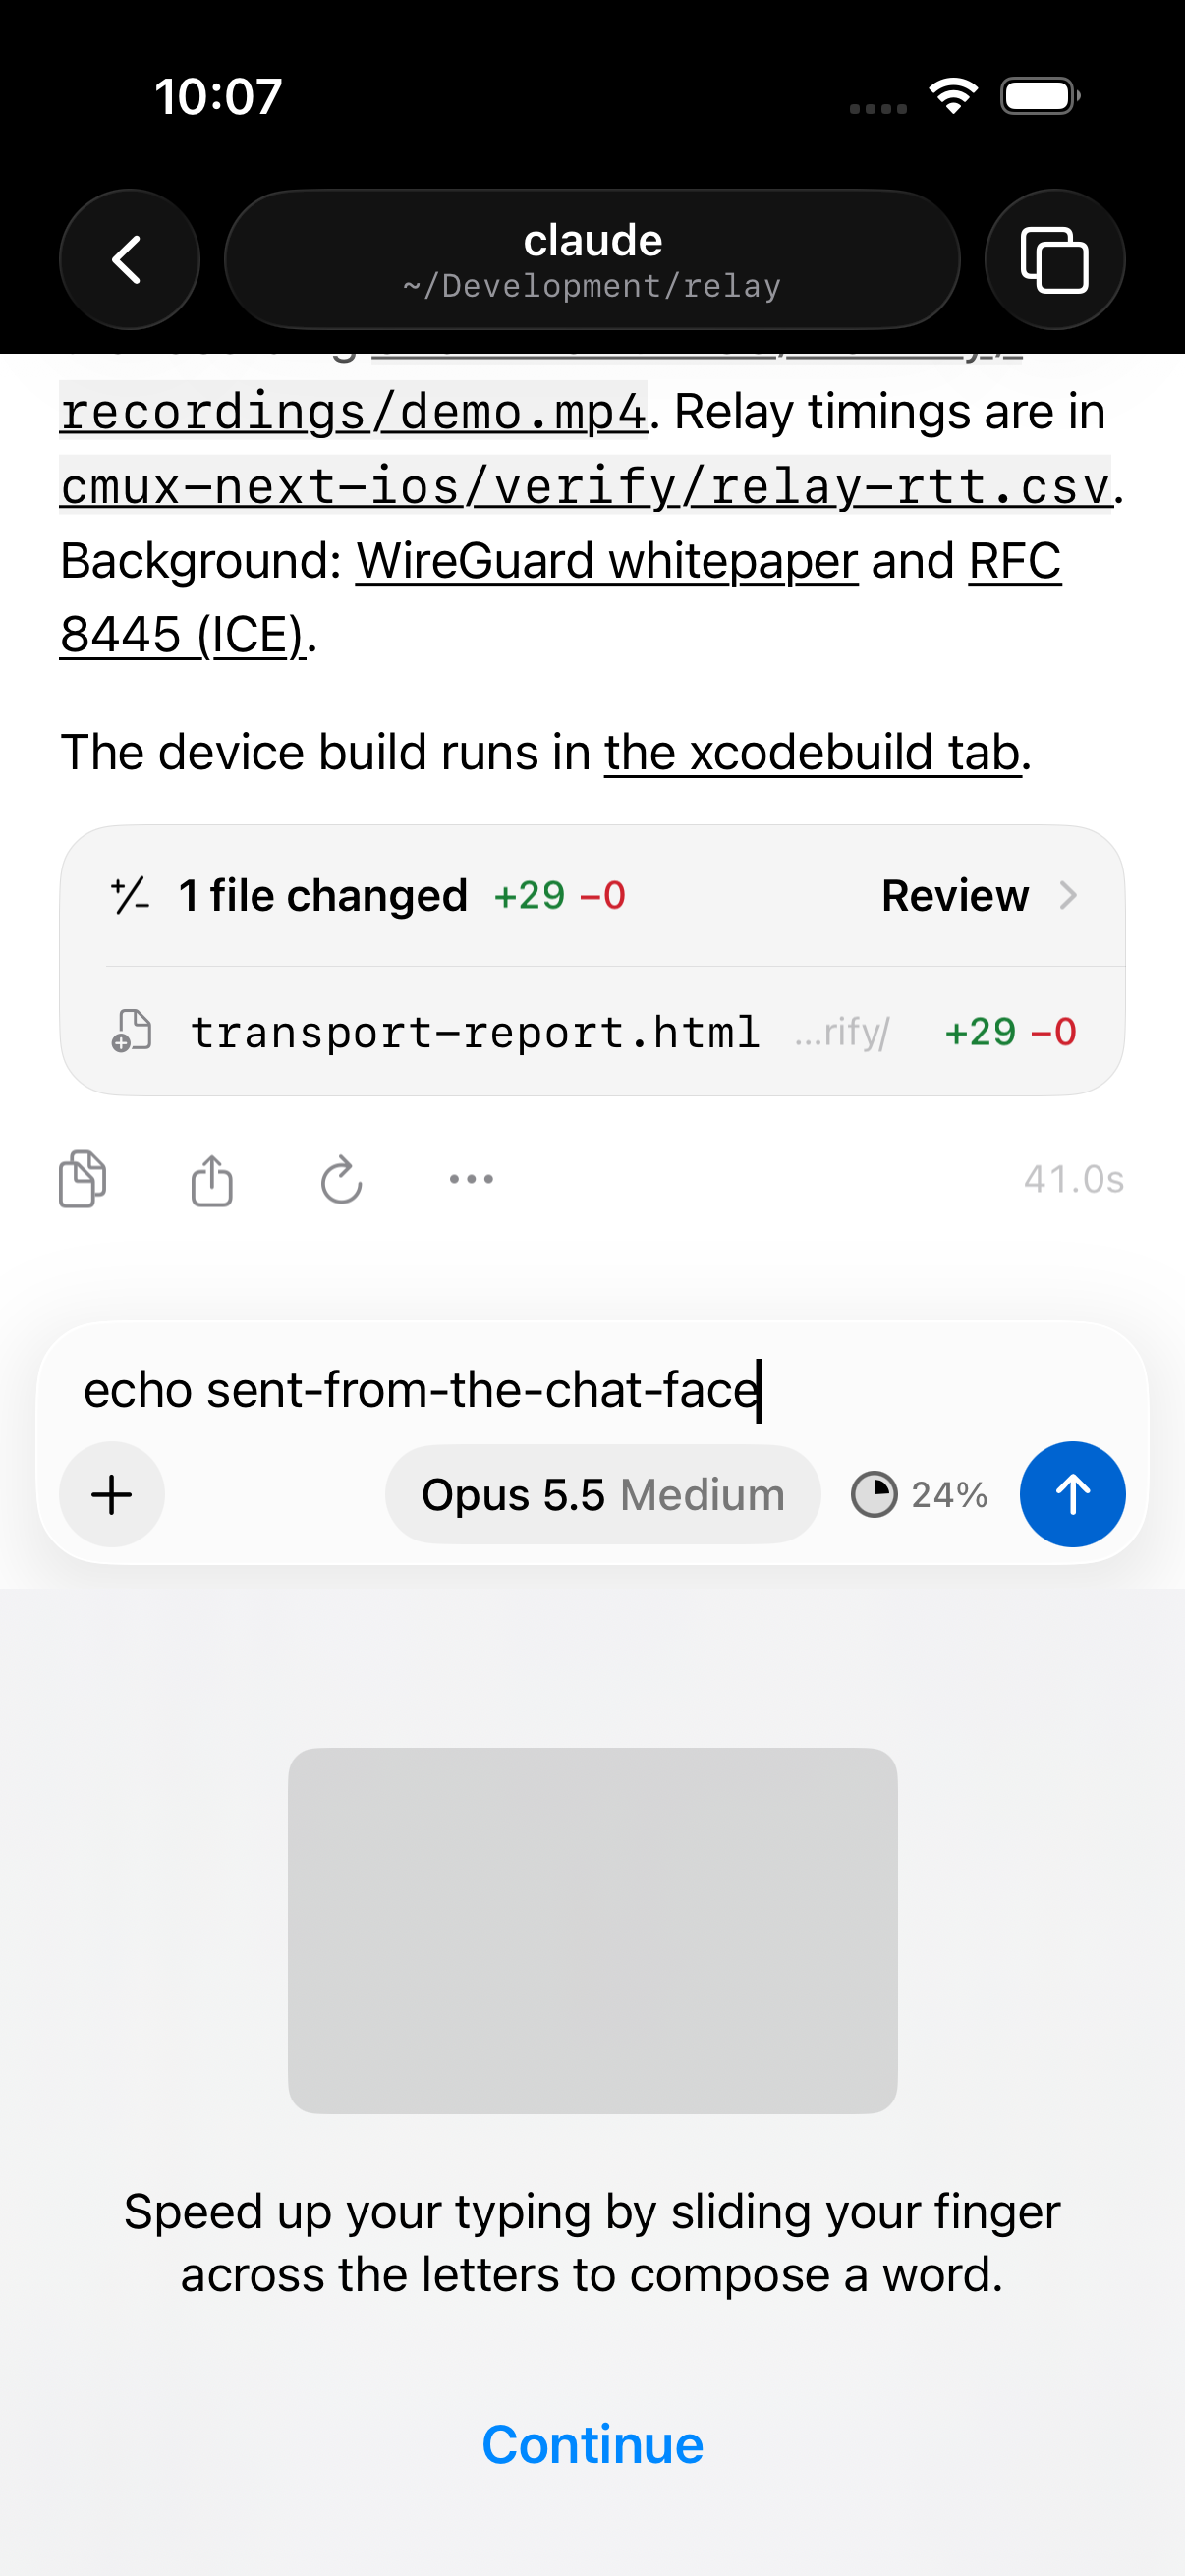 10:07
claude
~/Development/relay
recordings/demo.mp4. Relay timings are in
cmux-next-ios/verify/relay-rtt.csv.
Background: WireGuard whitepaper and RFC
8445 (ICE).
The device build runs in the xcodebuild tab.
1 file changed +29 −0 Review
transport-report.html ...rify/ +29 −0
41.0s
echo sent-from-the-chat-face
Opus 5.5 Medium 24%
Speed up your typing by sliding your finger
across the letters to compose a word.
Continue